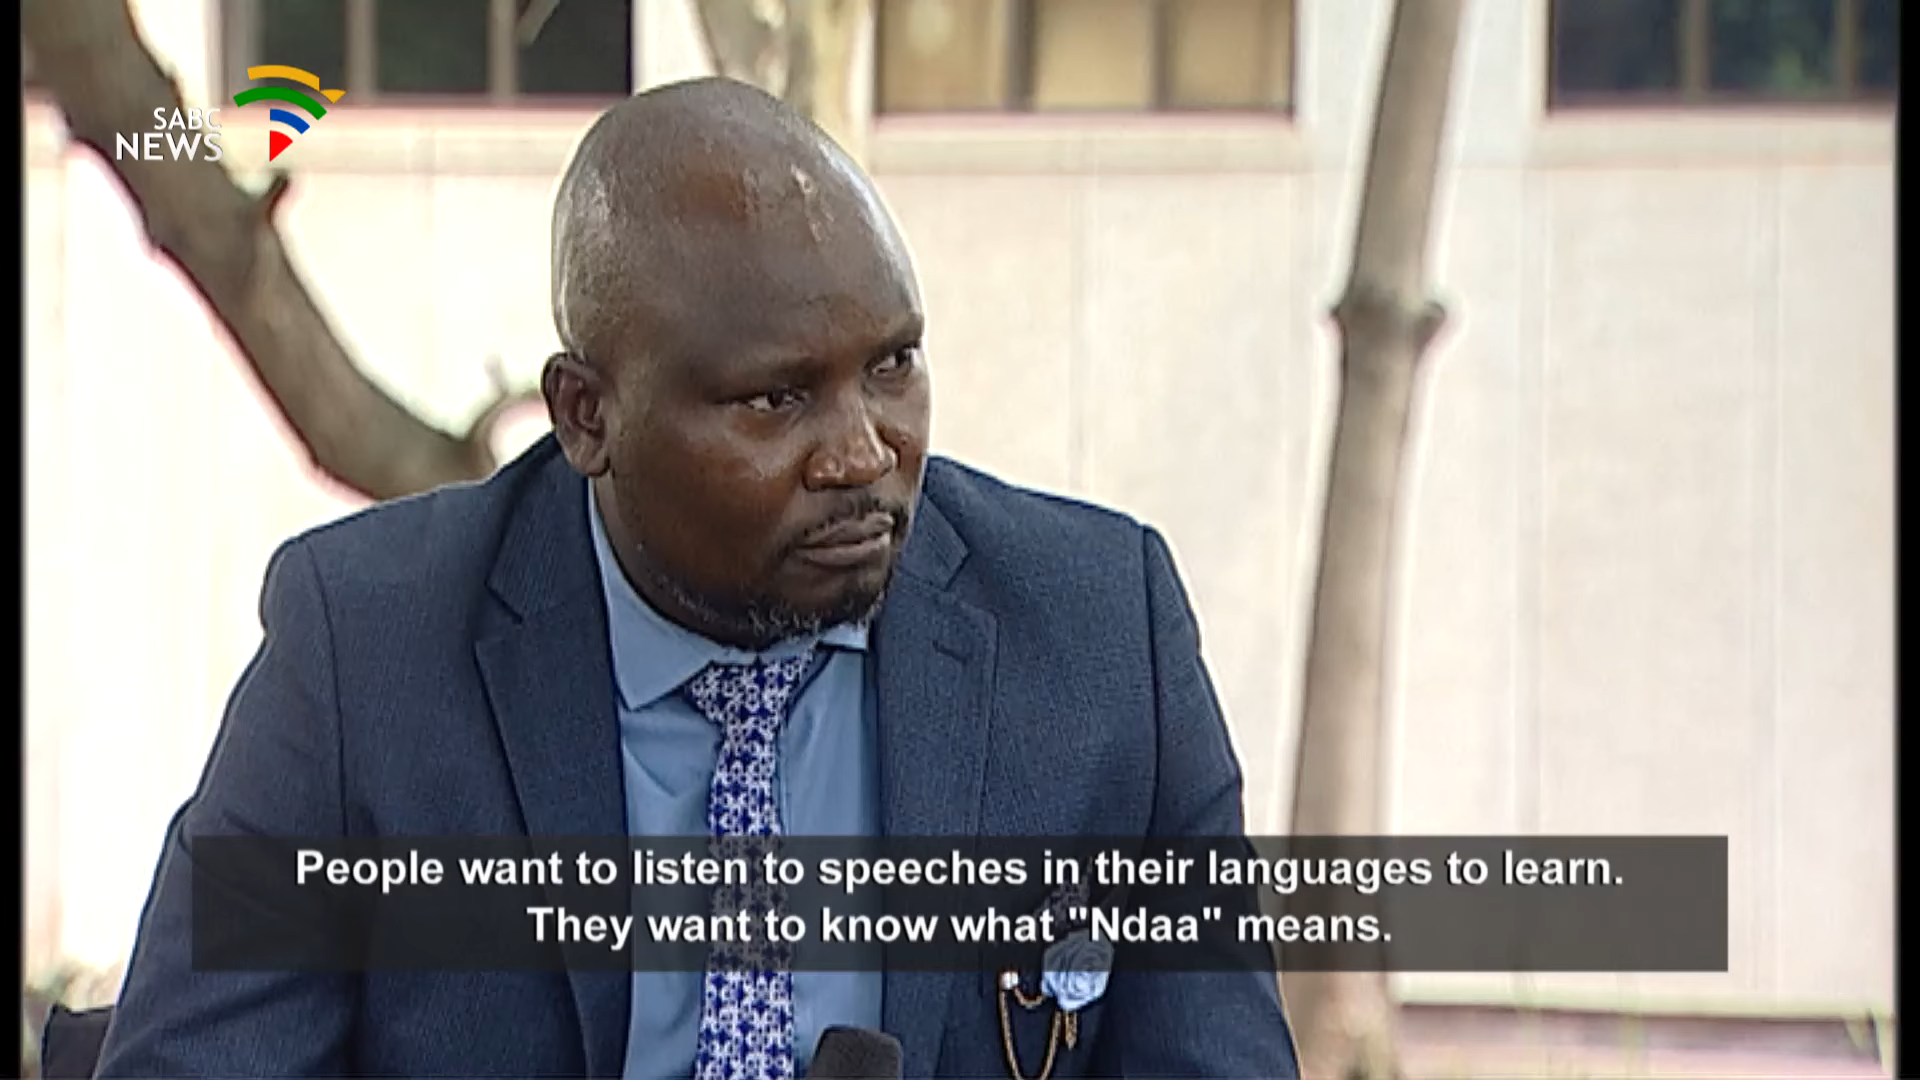 SABC
NEWS
People want to listen to speeches in their languages to learn.
They want to know what "Ndaa" means.